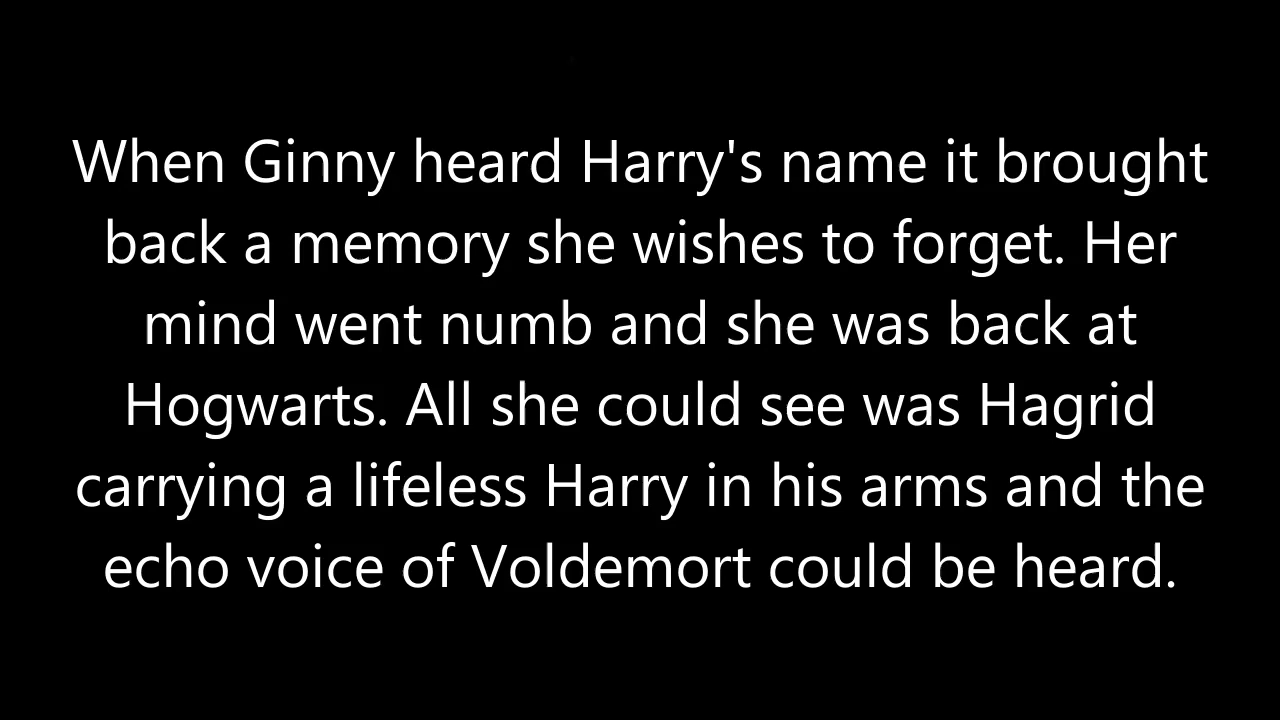 When Ginny heard Harry's name it brought
back a memory she wishes to forget. Her
mind went numb and she was back at
Hogwarts. All she could see was Hagrid
carrying a lifeless Harry in his arms and the
echo voice of Voldemort could be heard.